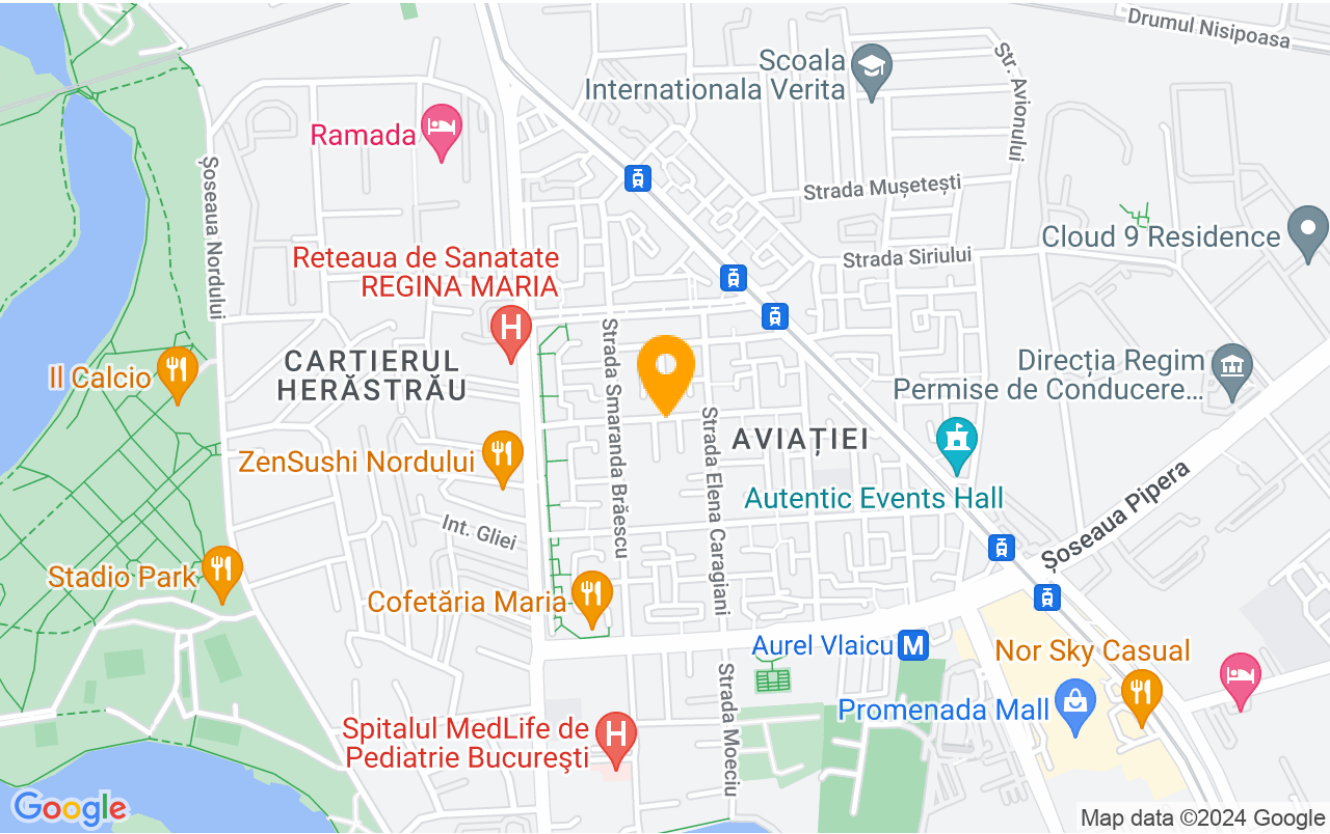 Drumul Nisipoasa
Scoala
Internationala Verita
Str. Avionului
Ramada
Șoseaua Nordului
Strada Mușetești
Cloud 9 Residence
Strada Siriului
Reteaua de Sanatate
REGINA MARIA
H
CARTIERUL
HERĂSTRĂU
Il Calcio
Strada Smaranda Brăescu
Direcția Regim
Permise de Conducere...
Strada Elena Caragiani
AVIAȚIEI
ZenSushi Nordului
Autentic Events Hall
Șoseaua Pipera
Int. Gliei
Stadio Park
Cofetăria Maria
Aurel Vlaicu M
Nor Sky Casual
Strada Moeciu
Promenada Mall
Spitalul MedLife de
Pediatrie Bucureşti
H
Google
Map data ©2024 Google